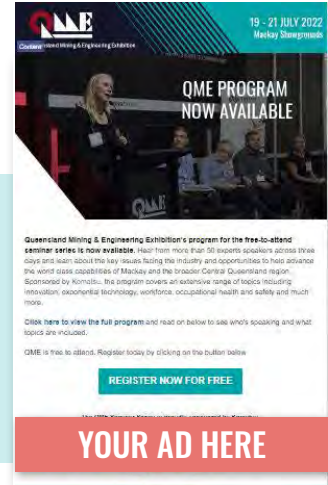 QME
19 - 21 JULY 2022
Mackay Showgrounds
Content
and Mining & Engineering Exhibition
QME PROGRAM
NOW AVAILABLE
Queensland Mining & Engineering Exhibition's program for the free-to-attend
seminar series is now available. Hear from more than 50 experts speakers across three
days and learn about the key issues facing the industry and opportunities to help advance
the world class capabilities of Mackay and the broader Central Queensland region.
Sponsored by Komatsu, the program covers an extensive range of topics including
innovation, exponential technology, workforce, occupational health and safety and much
more.
Click here to view the full program and read on below to see who's speaking and what
topics are included.
QME is free to attend. Register today by clicking on the button below
REGISTER NOW FOR FREE
YOUR AD HERE